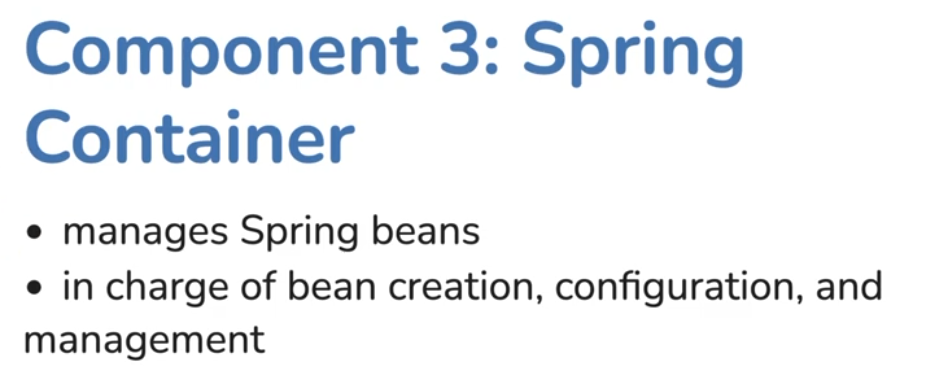 Component 3: Spring
Container
• manages Spring beans
• in charge of bean creation, configuration, and
management